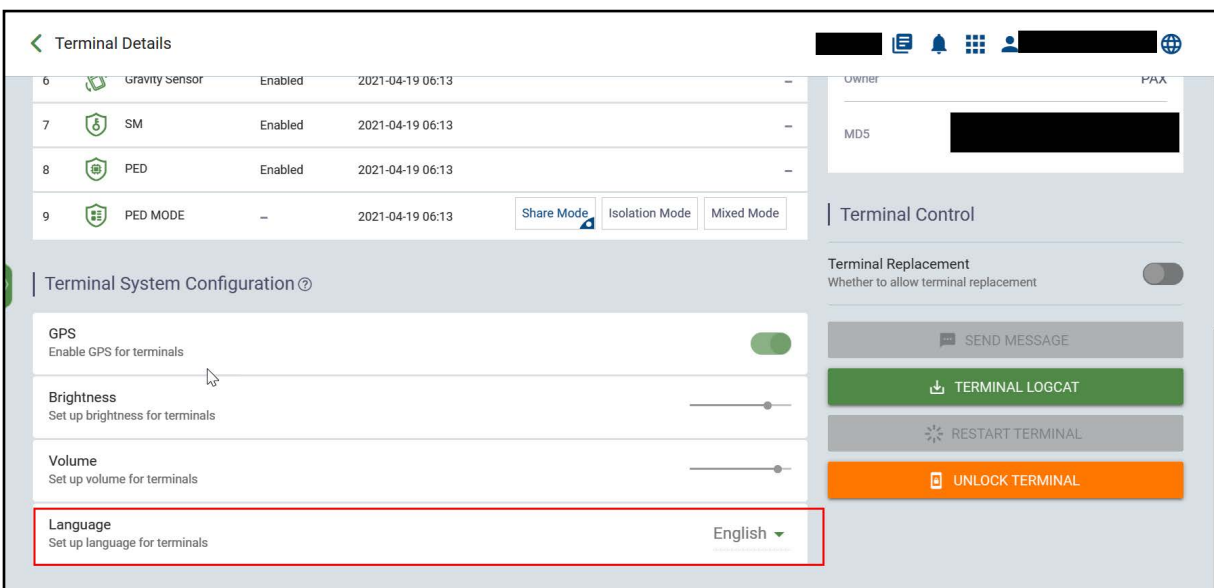 Terminal Details
6 Gravity Sensor Enabled 2021-04-19 06:13 –
7 SM Enabled 2021-04-19 06:13 –
8 PED Enabled 2021-04-19 06:13 –
9 PED MODE – 2021-04-19 06:13 Share Mode Isolation Mode Mixed Mode
Terminal System Configuration
GPS
Enable GPS for terminals
Brightness
Set up brightness for terminals
Volume
Set up volume for terminals
Language
Set up language for terminals
English
Owner PAX
MD5
Terminal Control
Terminal Replacement
Whether to allow terminal replacement
SEND MESSAGE
TERMINAL LOGCAT
RESTART TERMINAL
UNLOCK TERMINAL